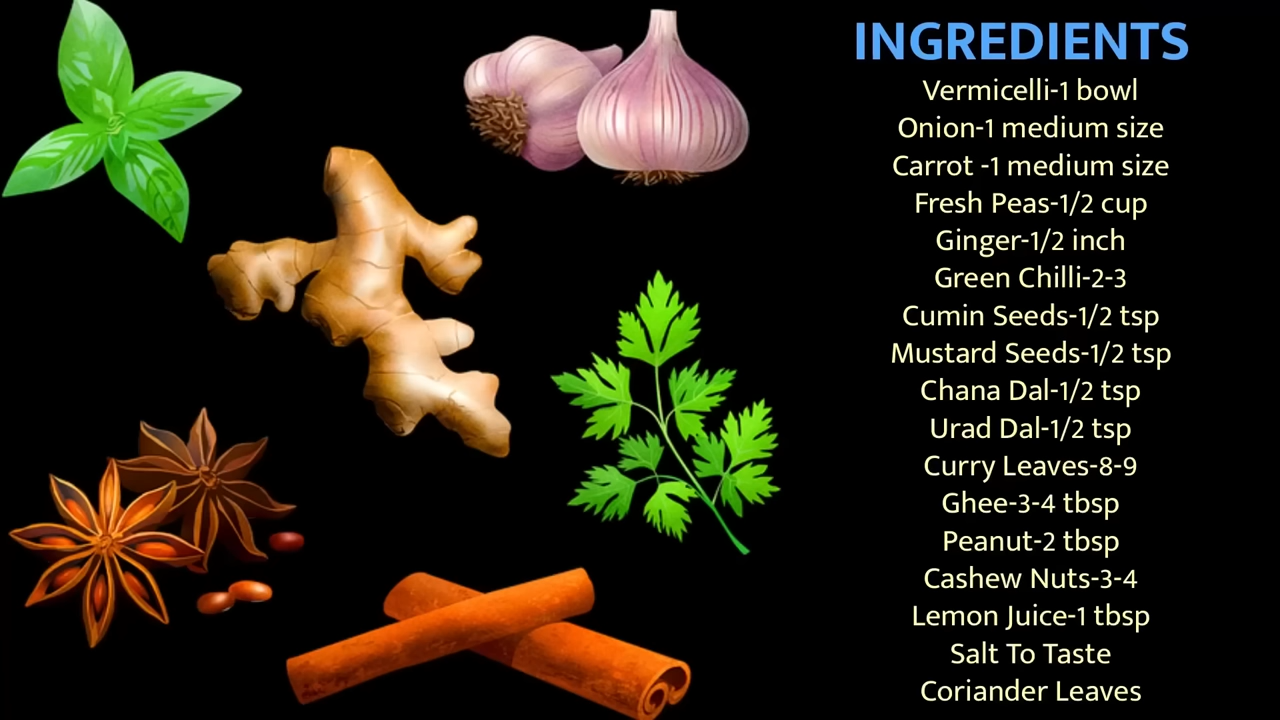 INGREDIENTS
Vermicelli-1 bowl
Onion-1 medium size
Carrot -1 medium size
Fresh Peas-1/2 cup
Ginger-1/2 inch
Green Chilli-2-3
Cumin Seeds-1/2 tsp
Mustard Seeds-1/2 tsp
Chana Dal-1/2 tsp
Urad Dal-1/2 tsp
Curry Leaves-8-9
Ghee-3-4 tbsp
Peanut-2 tbsp
Cashew Nuts-3-4
Lemon Juice-1 tbsp
Salt To Taste
Coriander Leaves